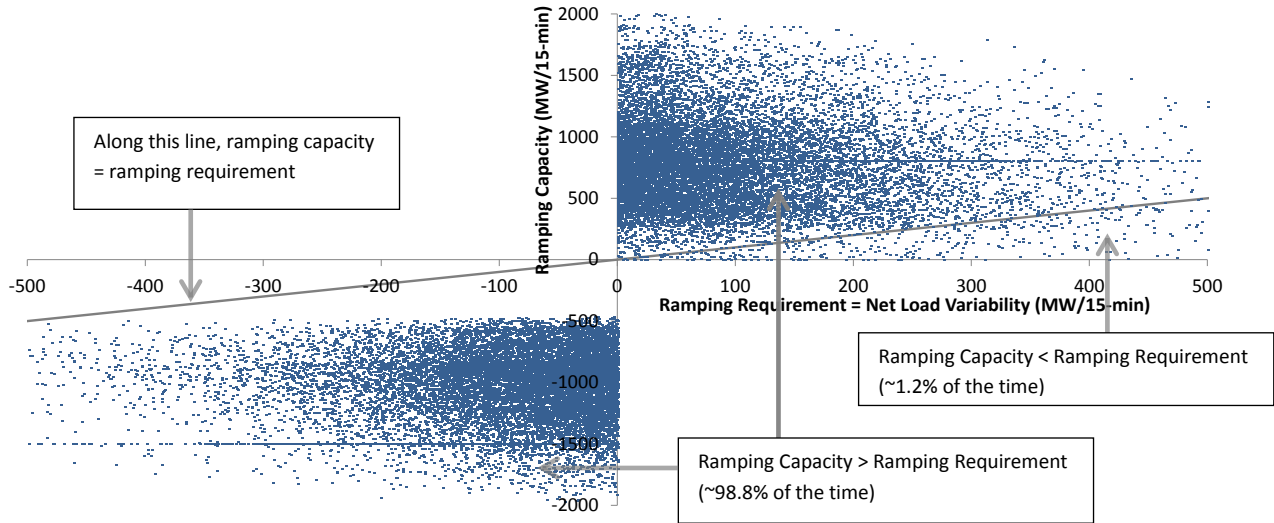 2000
1500
1000
500
0
-500
-1000
-1500
-2000
Ramping Capacity (MW/15-min)
-500
-400
-300
-200
-100
0
100
200
300
400
500
Ramping Requirement = Net Load Variability (MW/15-min)
Along this line, ramping capacity
= ramping requirement
Ramping Capacity < Ramping Requirement
(~1.2% of the time)
Ramping Capacity > Ramping Requirement
(~98.8% of the time)